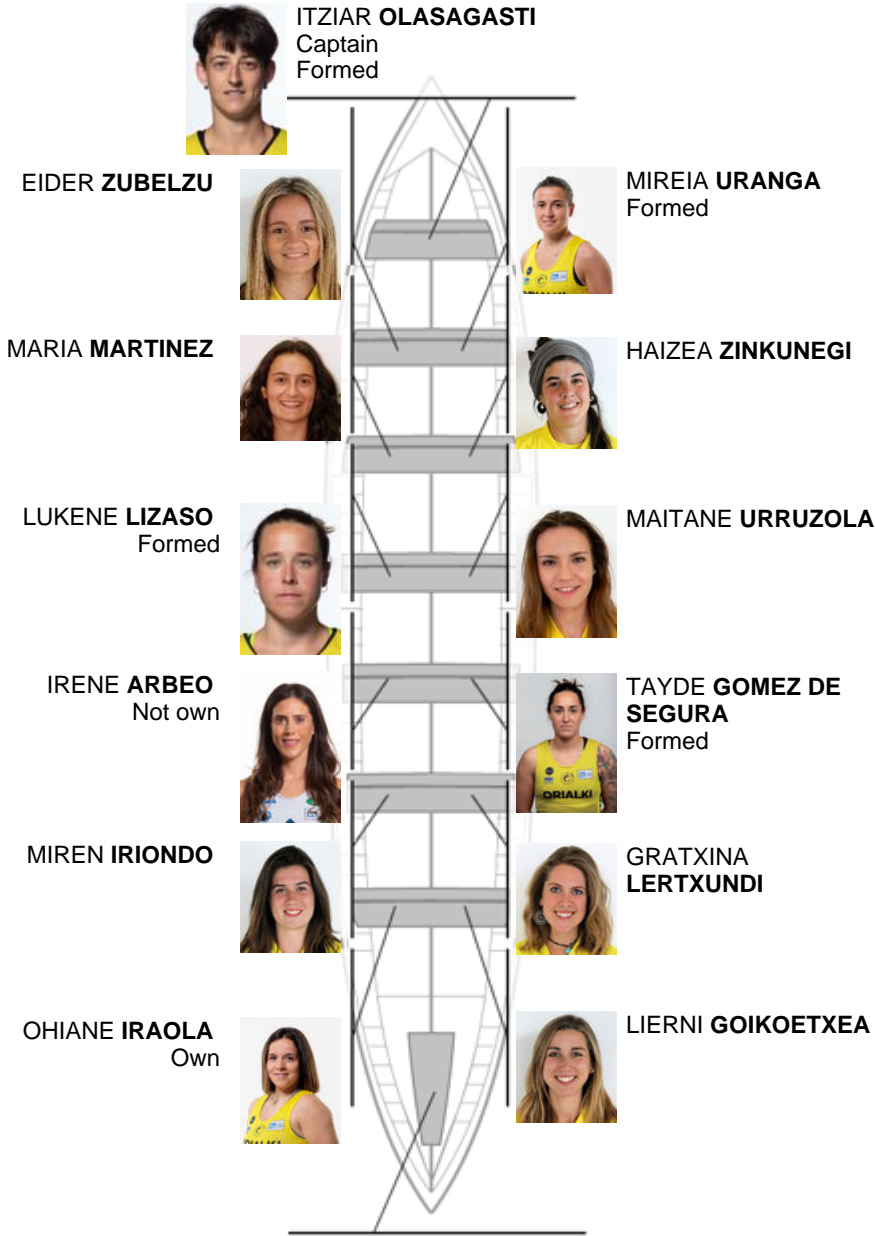 ITZIAR OLASAGASTI
Captain
Formed
EIDER ZUBELZU
MIREIA URANGA
Formed
MARIA MARTINEZ
HAIZEA ZINKUNEGI
LUKENE LIZASO
Formed
MAITANE URRUZOLA
IRENE ARBEO
Not own
TAYDE GOMEZ DE
SEGURA
Formed
ORIALKI
MIREN IRIONDO
GRATXINA
LERTXUNDI
OHIANE IRAOLA
Own
LIERNI GOIKOETXEA